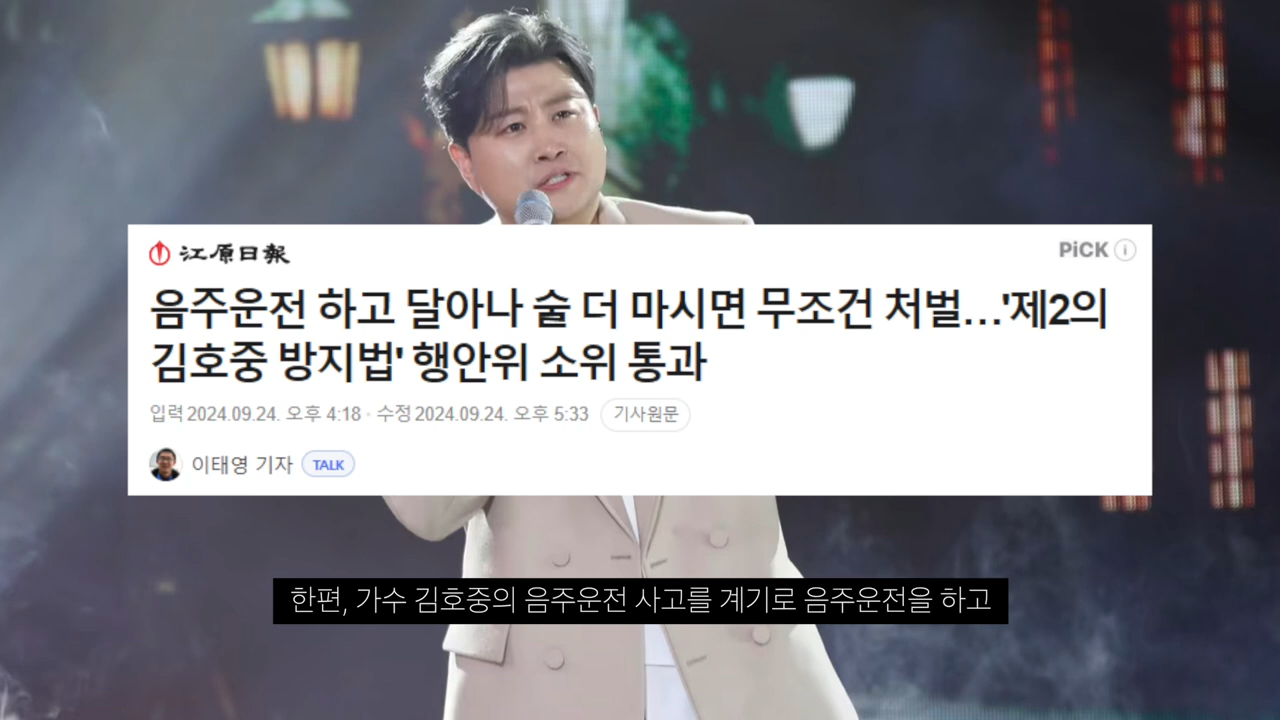 江原日報
PiCK i
음주운전 하고 달아나 술 더 마시면 무조건 처벌…'제2의
김호중 방지법' 행안위 소위 통과
입력 2024.09.24. 오후 4:18 · 수정 2024.09.24. 오후 5:33 기사원문
이태영 기자 TALK
한편, 가수 김호중의 음주운전 사고를 계기로 음주운전을 하고